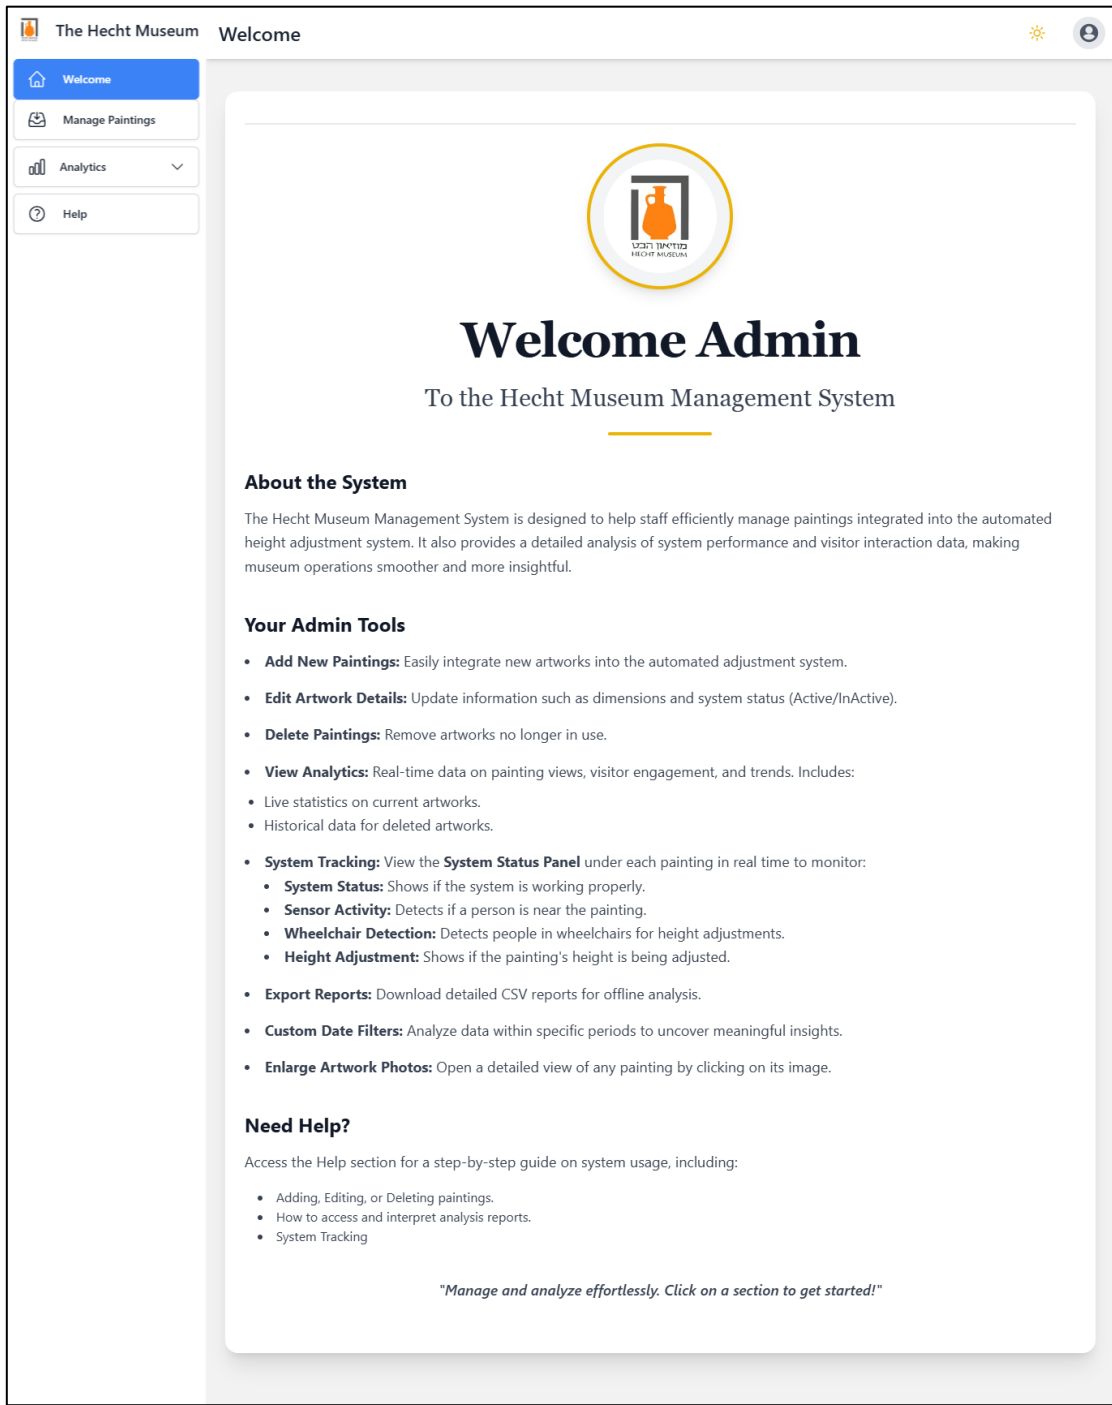 The Hecht Museum
Welcome
Welcome
Manage Paintings
Analytics
Help
מוזיאון הכט
HECHT MUSEUM
Welcome Admin
To the Hecht Museum Management System
About the System
The Hecht Museum Management System is designed to help staff efficiently manage paintings integrated into the automated
height adjustment system. It also provides a detailed analysis of system performance and visitor interaction data, making
museum operations smoother and more insightful.
Your Admin Tools
• Add New Paintings: Easily integrate new artworks into the automated adjustment system.
• Edit Artwork Details: Update information such as dimensions and system status (Active/InActive).
• Delete Paintings: Remove artworks no longer in use.
• View Analytics: Real-time data on painting views, visitor engagement, and trends. Includes:
• Live statistics on current artworks.
• Historical data for deleted artworks.
• System Tracking: View the System Status Panel under each painting in real time to monitor:
• System Status: Shows if the system is working properly.
• Sensor Activity: Detects if a person is near the painting.
• Wheelchair Detection: Detects people in wheelchairs for height adjustments.
• Height Adjustment: Shows if the painting's height is being adjusted.
• Export Reports: Download detailed CSV reports for offline analysis.
• Custom Date Filters: Analyze data within specific periods to uncover meaningful insights.
• Enlarge Artwork Photos: Open a detailed view of any painting by clicking on its image.
Need Help?
Access the Help section for a step-by-step guide on system usage, including:
• Adding, Editing, or Deleting paintings.
• How to access and interpret analysis reports.
• System Tracking
"Manage and analyze effortlessly. Click on a section to get started!"